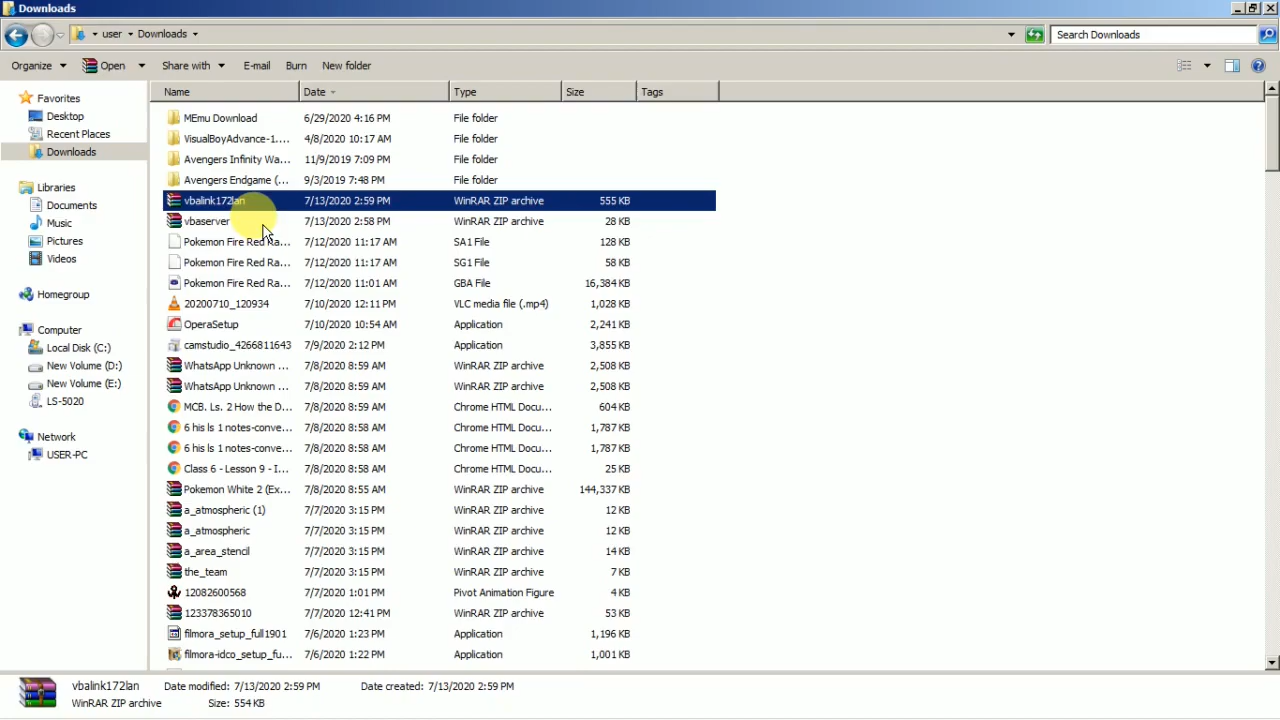 Downloads
user Downloads
Search Downloads
Organize Open Share with E-mail Burn New folder
Name Date Type Size Tags
Favorites
Desktop
Recent Places
Downloads
Libraries
Documents
Music
Pictures
Videos
Homegroup
Computer
Local Disk (C:)
New Volume (D:)
New Volume (E:)
LS-5020
Network
USER-PC
MEmu Download 6/29/2020 4:16 PM File folder
VisualBoyAdvance-1.... 4/8/2020 10:17 AM File folder
Avengers Infinity Wa... 11/9/2019 7:09 PM File folder
Avengers Endgame (... 9/3/2019 7:48 PM File folder
vbalink172lan 7/13/2020 2:59 PM WinRAR ZIP archive 555 KB
vbaserver 7/13/2020 2:58 PM WinRAR ZIP archive 28 KB
Pokemon Fire Red Ra... 7/12/2020 11:17 AM SA1 File 128 KB
Pokemon Fire Red Ra... 7/12/2020 11:17 AM SG1 File 58 KB
Pokemon Fire Red Ra... 7/12/2020 11:01 AM GBA File 16,384 KB
20200710_120934 7/10/2020 12:11 PM VLC media file (.mp4) 1,028 KB
OperaSetup 7/10/2020 10:54 AM Application 2,241 KB
camstudio_4266811643 7/9/2020 2:12 PM Application 3,855 KB
WhatsApp Unknown ... 7/8/2020 8:59 AM WinRAR ZIP archive 2,508 KB
WhatsApp Unknown ... 7/8/2020 8:59 AM WinRAR ZIP archive 2,508 KB
MCB. Ls. 2 How the D... 7/8/2020 8:59 AM Chrome HTML Docu... 604 KB
6 his ls 1 notes-conve... 7/8/2020 8:58 AM Chrome HTML Docu... 1,787 KB
6 his ls 1 notes-conve... 7/8/2020 8:58 AM Chrome HTML Docu... 1,787 KB
Class 6 - Lesson 9 - I... 7/8/2020 8:58 AM Chrome HTML Docu... 25 KB
Pokemon White 2 (Ex... 7/8/2020 8:55 AM WinRAR ZIP archive 144,337 KB
a_atmospheric (1) 7/7/2020 3:15 PM WinRAR ZIP archive 12 KB
a_atmospheric 7/7/2020 3:15 PM WinRAR ZIP archive 12 KB
a_area_stencil 7/7/2020 3:15 PM WinRAR ZIP archive 14 KB
the_team 7/7/2020 3:15 PM WinRAR ZIP archive 7 KB
12082600568 7/7/2020 1:01 PM Pivot Animation Figure 4 KB
123378365010 7/7/2020 12:41 PM WinRAR ZIP archive 53 KB
filmora_setup_full1901 7/6/2020 1:23 PM Application 1,196 KB
filmora-idco_setup_fu... 7/6/2020 1:22 PM Application 1,001 KB
vbalink172lan Date modified: 7/13/2020 2:59 PM Date created: 7/13/2020 2:59 PM
WinRAR ZIP archive Size: 554 KB